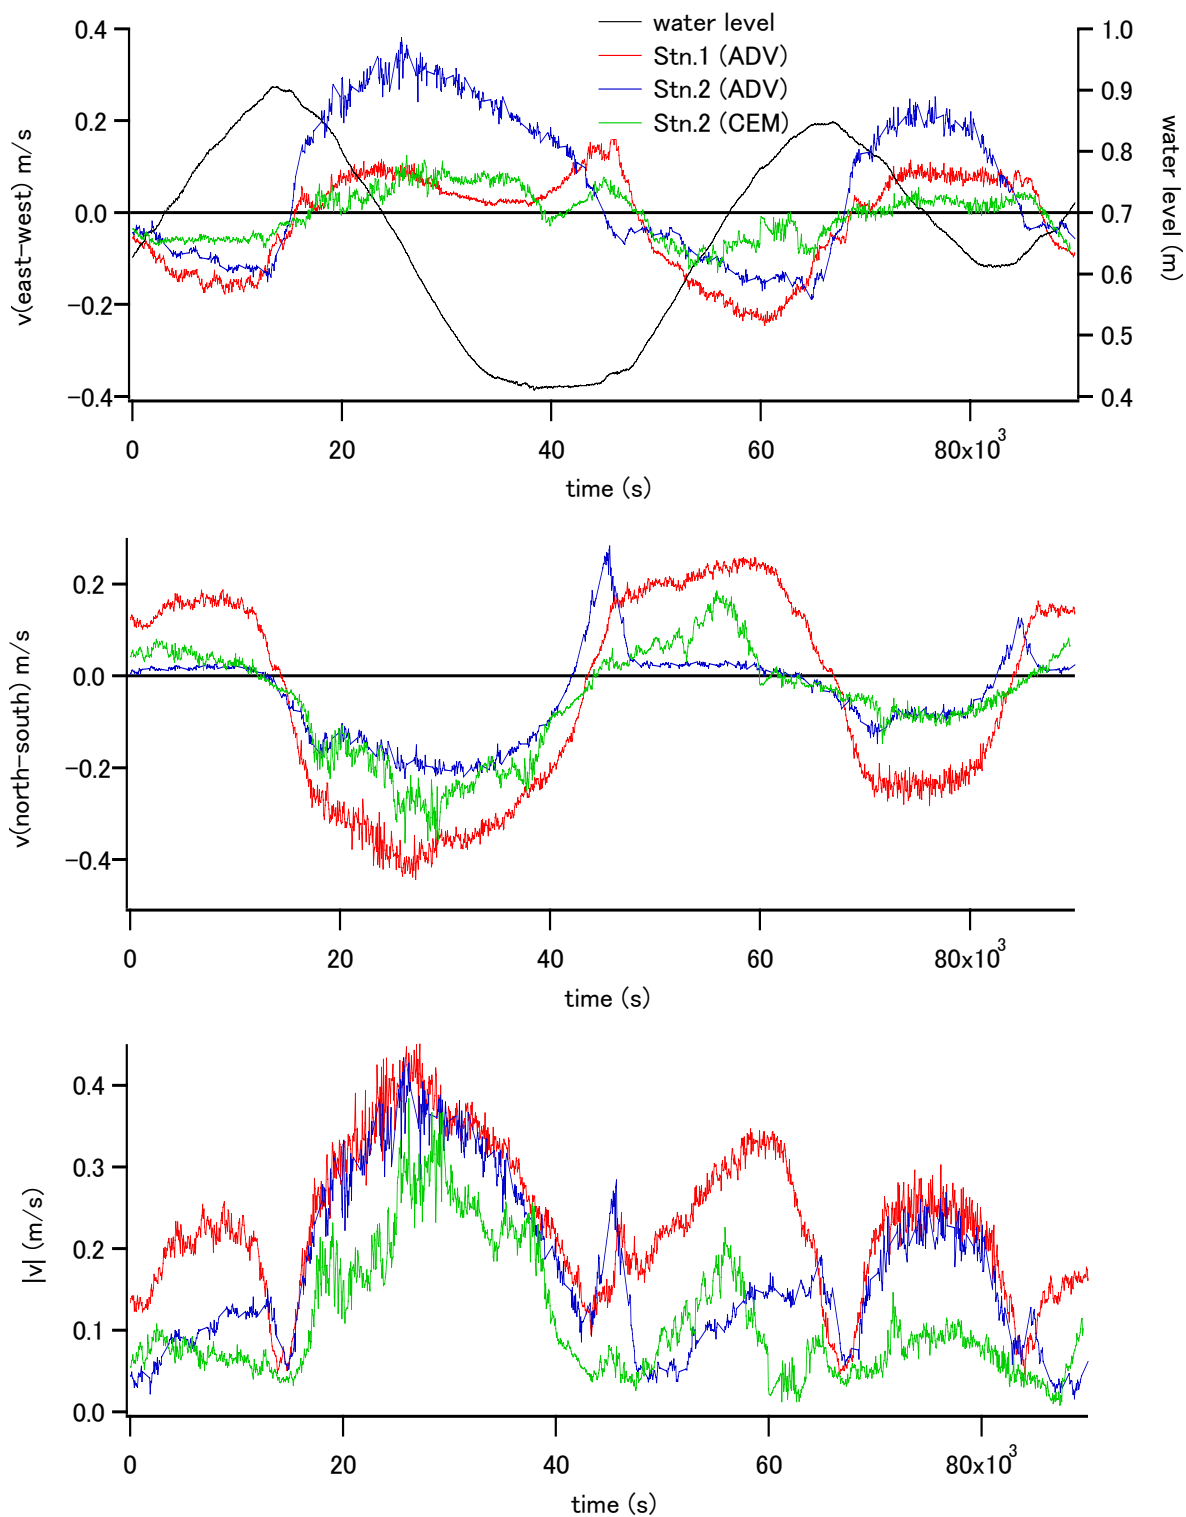 water level
Stn.1 (ADV)
Stn.2 (ADV)
Stn.2 (CEM)
v(east-west) m/s
0.4
0.2
0.0
-0.2
-0.4
water level (m)
1.0
0.9
0.8
0.7
0.6
0.5
0.4
0 20 40 60 80x10³
time (s)
v(north-south) m/s
0.2
0.0
-0.2
-0.4
0 20 40 60 80x10³
time (s)
|v| (m/s)
0.4
0.3
0.2
0.1
0.0
0 20 40 60 80x10³
time (s)